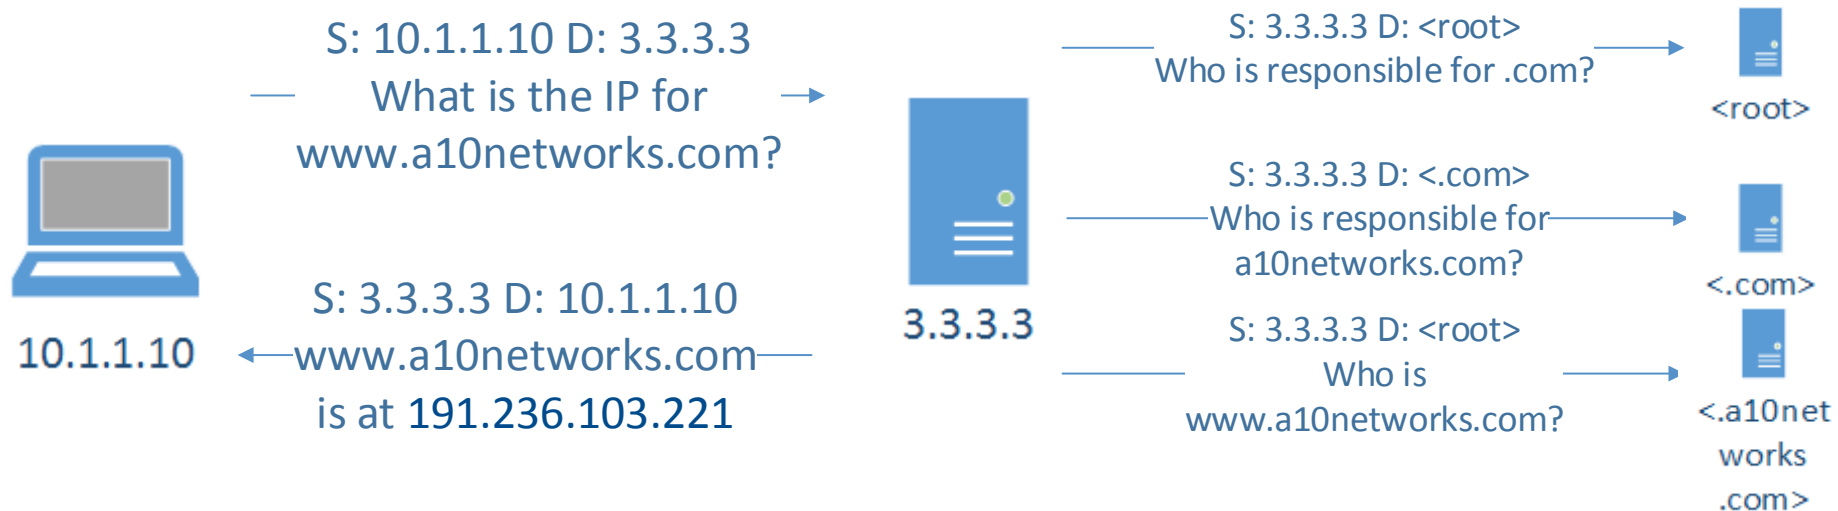 S: 10.1.1.10 D: 3.3.3.3
What is the IP for
www.a10networks.com?
10.1.1.10
S: 3.3.3.3 D: 10.1.1.10
www.a10networks.com
is at 191.236.103.221
3.3.3.3
S: 3.3.3.3 D: <root>
Who is responsible for .com?
<root>
S: 3.3.3.3 D: <.com>
Who is responsible for
a10networks.com?
<.com>
S: 3.3.3.3 D: <root>
Who is
www.a10networks.com?
<.a10net
works
.com>